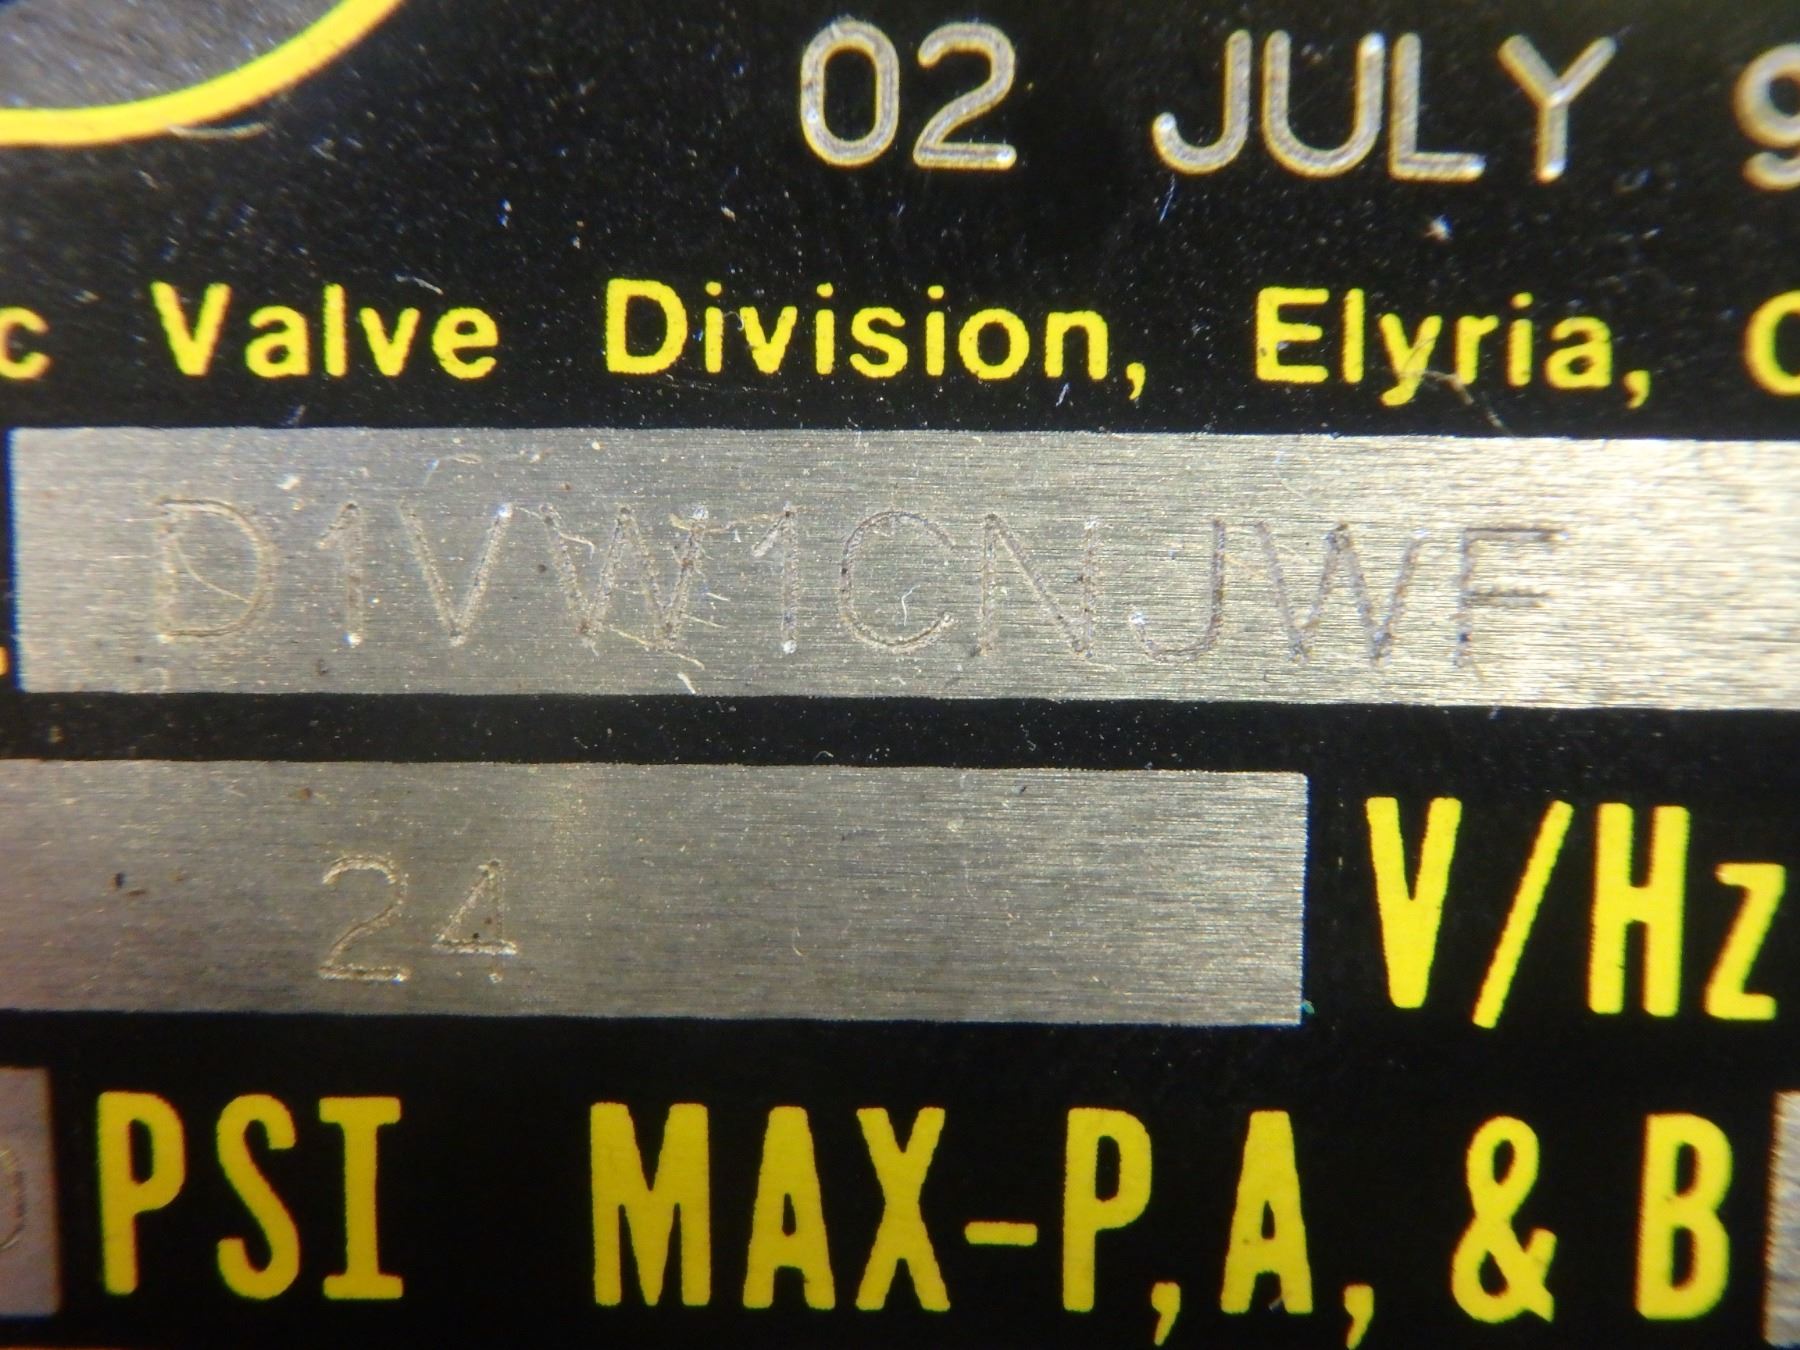 02 JULY 9
c Valve Division, Elyria, O
D1VW1CNJWF
24 V/Hz
PSI MAX-P,A, & B